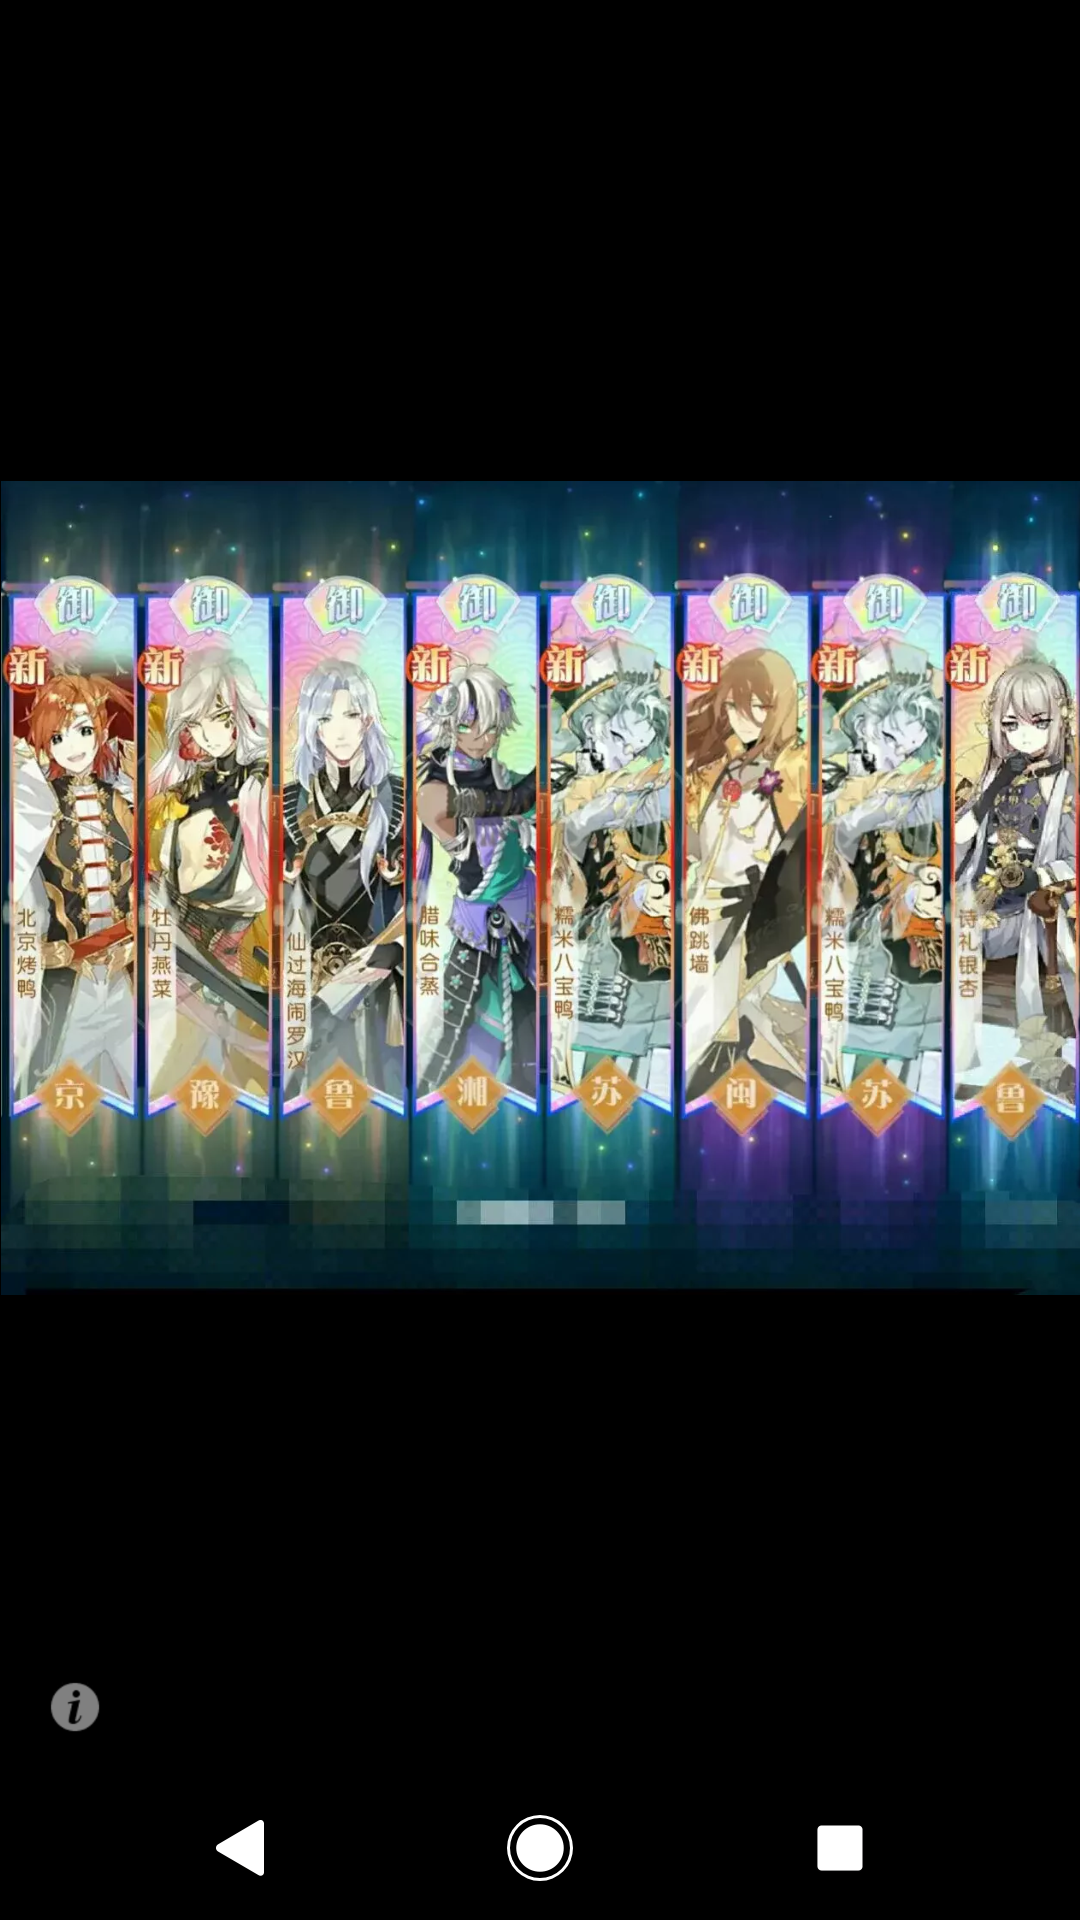 御 御 御 御 御 御 御 御
新 新 新 新 新 新 新
北京烤鸭
牡丹燕菜
八仙过海闹罗汉
腊味合蒸
糯米八宝鸭
佛跳墙
糯米八宝鸭
诗礼银杏
京 豫 鲁 湘 苏 闽 苏 鲁
i